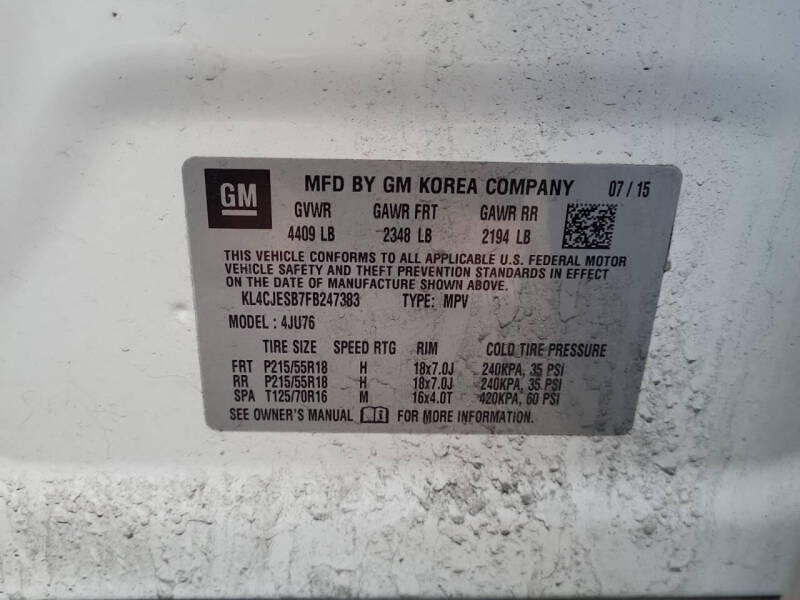 GM MFD BY GM KOREA COMPANY 07 / 15
GVWR GAWR FRT GAWR RR
4409 LB 2348 LB 2194 LB
THIS VEHICLE CONFORMS TO ALL APPLICABLE U.S. FEDERAL MOTOR
VEHICLE SAFETY AND THEFT PREVENTION STANDARDS IN EFFECT
ON THE DATE OF MANUFACTURE SHOWN ABOVE.
KL4CJESB7FB247383 TYPE: MPV
MODEL : 4JU76
TIRE SIZE SPEED RTG RIM COLD TIRE PRESSURE
FRT P215/55R18 H 18x7.0J 240KPA, 35 PSI
RR P215/55R18 H 18x7.0J 240KPA, 35 PSI
SPA T125/70R16 M 16x4.0T 420KPA, 60 PSI
SEE OWNER'S MANUAL FOR MORE INFORMATION.